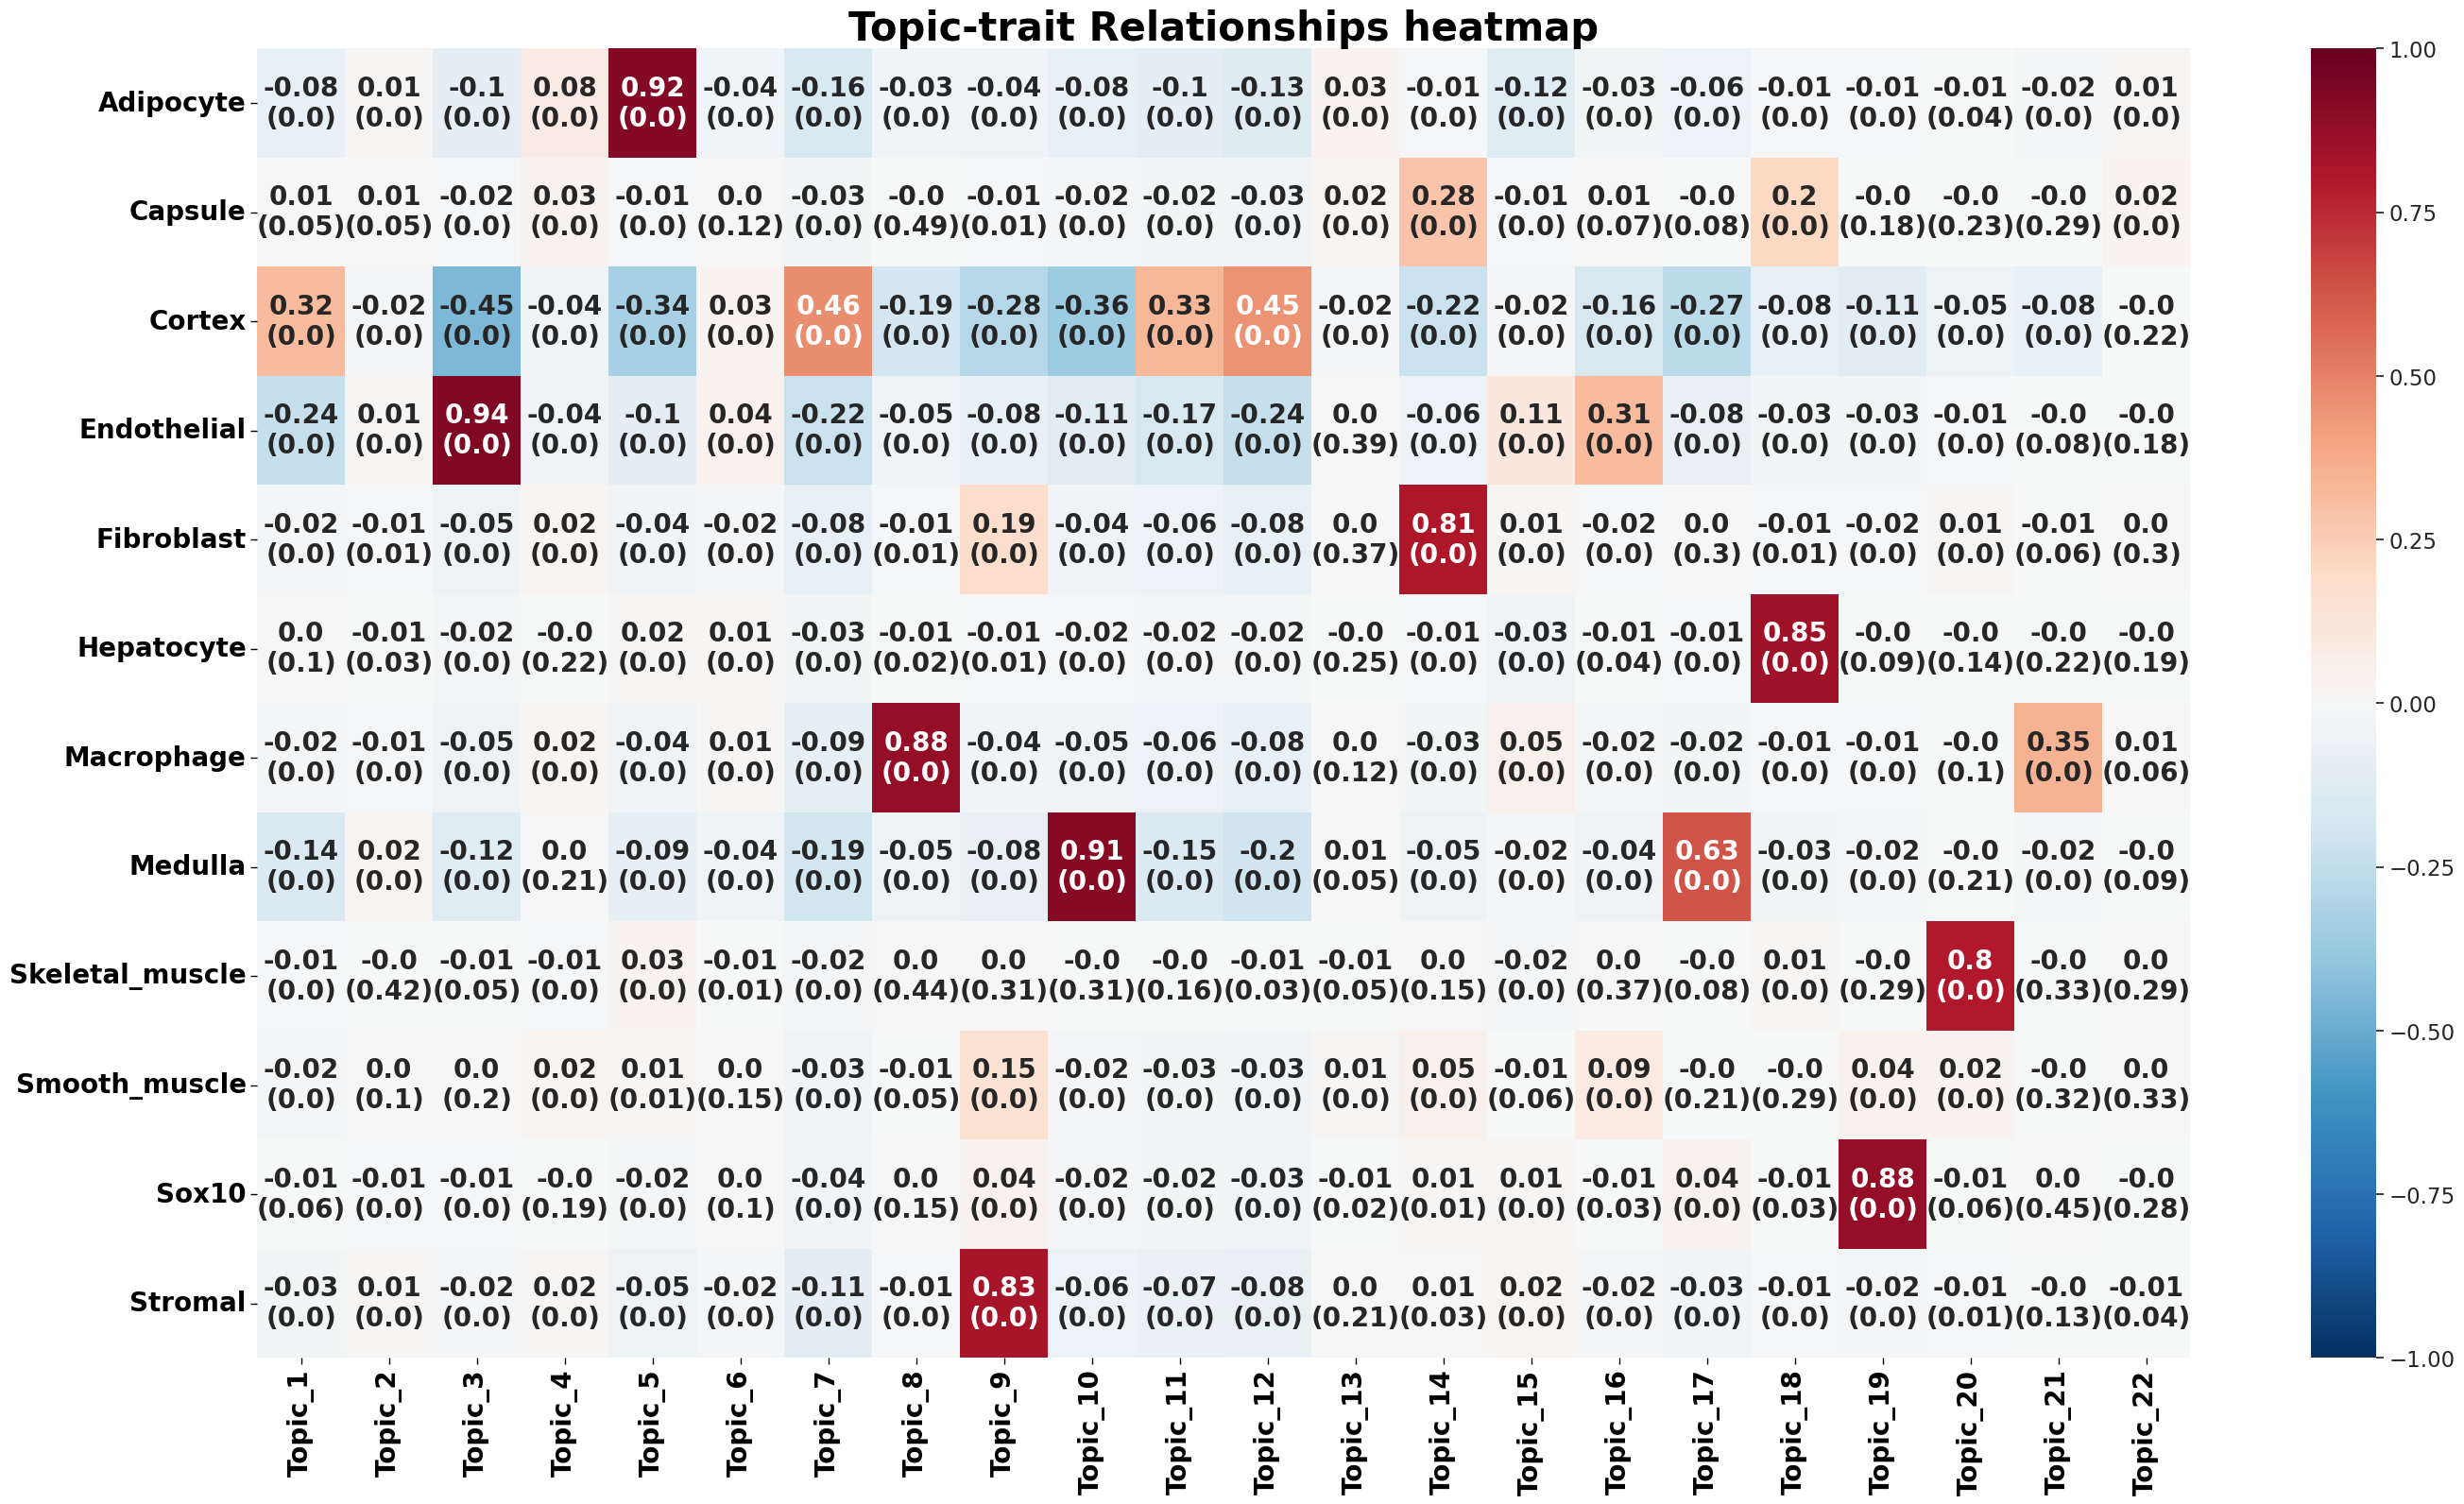 Topic-trait Relationships heatmap
Adipocyte -0.08 0.01 -0.1 0.08 0.92 -0.04 -0.16 -0.03 -0.04 -0.08 -0.1 -0.13 0.03 -0.01 -0.12 -0.03 -0.06 -0.01 -0.01 -0.01 -0.02 0.01
(0.0) (0.0) (0.0) (0.0) (0.0) (0.0) (0.0) (0.0) (0.0) (0.0) (0.0) (0.0) (0.0) (0.0) (0.0) (0.0) (0.0) (0.0) (0.0) (0.04) (0.0) (0.0)
Capsule 0.01 0.01 -0.02 0.03 -0.01 0.0 -0.03 -0.0 -0.01 -0.02 -0.02 -0.03 0.02 0.28 -0.01 0.01 -0.0 0.2 -0.0 -0.0 -0.0 0.02
(0.05) (0.05) (0.0) (0.0) (0.0) (0.12) (0.0) (0.49) (0.01) (0.0) (0.0) (0.0) (0.0) (0.0) (0.0) (0.07) (0.08) (0.0) (0.18) (0.23) (0.29) (0.0)
Cortex 0.32 -0.02 -0.45 -0.04 -0.34 0.03 0.46 -0.19 -0.28 -0.36 0.33 0.45 -0.02 -0.22 -0.02 -0.16 -0.27 -0.08 -0.11 -0.05 -0.08 -0.0
(0.0) (0.0) (0.0) (0.0) (0.0) (0.0) (0.0) (0.0) (0.0) (0.0) (0.0) (0.0) (0.0) (0.0) (0.0) (0.0) (0.0) (0.0) (0.0) (0.0) (0.0) (0.22)
Endothelial -0.24 0.01 0.94 -0.04 -0.1 0.04 -0.22 -0.05 -0.08 -0.11 -0.17 -0.24 0.0 -0.06 0.11 0.31 -0.08 -0.03 -0.03 -0.01 -0.0 -0.0
(0.0) (0.0) (0.0) (0.0) (0.0) (0.0) (0.0) (0.0) (0.0) (0.0) (0.0) (0.0) (0.39) (0.0) (0.0) (0.0) (0.0) (0.0) (0.0) (0.0) (0.08) (0.18)
Fibroblast -0.02 -0.01 -0.05 0.02 -0.04 -0.02 -0.08 -0.01 0.19 -0.04 -0.06 -0.08 0.0 0.81 0.01 -0.02 0.0 -0.01 -0.02 0.01 -0.01 0.0
(0.0) (0.01) (0.0) (0.0) (0.0) (0.0) (0.0) (0.01) (0.0) (0.0) (0.0) (0.0) (0.37) (0.0) (0.0) (0.0) (0.3) (0.01) (0.0) (0.0) (0.06) (0.3)
Hepatocyte 0.0 -0.01 -0.02 -0.0 0.02 0.01 -0.03 -0.01 -0.01 -0.02 -0.02 -0.02 -0.0 -0.01 -0.03 -0.01 -0.01 0.85 -0.0 -0.0 -0.0 -0.0
(0.1) (0.03) (0.0) (0.22) (0.0) (0.0) (0.0) (0.02) (0.01) (0.0) (0.0) (0.0) (0.25) (0.0) (0.0) (0.04) (0.0) (0.0) (0.09) (0.14) (0.22) (0.19)
Macrophage -0.02 -0.01 -0.05 0.02 -0.04 0.01 -0.09 0.88 -0.04 -0.05 -0.06 -0.08 0.0 -0.03 0.05 -0.02 -0.02 -0.01 -0.01 -0.0 0.35 0.01
(0.0) (0.0) (0.0) (0.0) (0.0) (0.0) (0.0) (0.0) (0.0) (0.0) (0.0) (0.0) (0.12) (0.0) (0.0) (0.0) (0.0) (0.0) (0.0) (0.1) (0.0) (0.06)
Medulla -0.14 0.02 -0.12 0.0 -0.09 -0.04 -0.19 -0.05 -0.08 0.91 -0.15 -0.2 0.01 -0.05 -0.02 -0.04 0.63 -0.03 -0.02 -0.0 -0.02 -0.0
(0.0) (0.0) (0.0) (0.21) (0.0) (0.0) (0.0) (0.0) (0.0) (0.0) (0.0) (0.0) (0.05) (0.0) (0.0) (0.0) (0.0) (0.0) (0.0) (0.21) (0.0) (0.09)
Skeletal_muscle -0.01 -0.0 -0.01 -0.01 0.03 -0.01 -0.02 0.0 0.0 -0.0 -0.0 -0.01 -0.01 0.0 -0.02 0.0 -0.0 0.01 -0.0 0.8 -0.0 0.0
(0.0) (0.42) (0.05) (0.0) (0.0) (0.01) (0.0) (0.44) (0.31) (0.31) (0.16) (0.03) (0.05) (0.15) (0.0) (0.37) (0.08) (0.0) (0.29) (0.0) (0.33) (0.29)
Smooth_muscle -0.02 0.0 0.0 0.02 0.01 0.0 -0.03 -0.01 0.15 -0.02 -0.03 -0.03 0.01 0.05 -0.01 0.09 -0.0 -0.0 0.04 0.02 -0.0 0.0
(0.0) (0.1) (0.2) (0.0) (0.01) (0.15) (0.0) (0.05) (0.0) (0.0) (0.0) (0.0) (0.0) (0.0) (0.06) (0.0) (0.21) (0.29) (0.0) (0.0) (0.32) (0.33)
Sox10 -0.01 -0.01 -0.01 -0.0 -0.02 0.0 -0.04 0.0 0.04 -0.02 -0.02 -0.03 -0.01 0.01 0.01 -0.01 0.04 -0.01 0.88 -0.01 0.0 -0.0
(0.06) (0.0) (0.0) (0.19) (0.0) (0.1) (0.0) (0.15) (0.0) (0.0) (0.0) (0.0) (0.02) (0.01) (0.0) (0.03) (0.0) (0.03) (0.0) (0.06) (0.45) (0.28)
Stromal -0.03 0.01 -0.02 0.02 -0.05 -0.02 -0.11 -0.01 0.83 -0.06 -0.07 -0.08 0.0 0.01 0.02 -0.02 -0.03 -0.01 -0.02 -0.01 -0.0 -0.01
(0.0) (0.0) (0.0) (0.0) (0.0) (0.0) (0.0) (0.0) (0.0) (0.0) (0.0) (0.0) (0.21) (0.03) (0.0) (0.0) (0.0) (0.0) (0.0) (0.01) (0.13) (0.04)
Topic_1
Topic_2
Topic_3
Topic_4
Topic_5
Topic_6
Topic_7
Topic_8
Topic_9
Topic_10
Topic_11
Topic_12
Topic_13
Topic_14
Topic_15
Topic_16
Topic_17
Topic_18
Topic_19
Topic_20
Topic_21
Topic_22
1.00
0.75
0.50
0.25
0.00
−0.25
−0.50
−0.75
−1.00